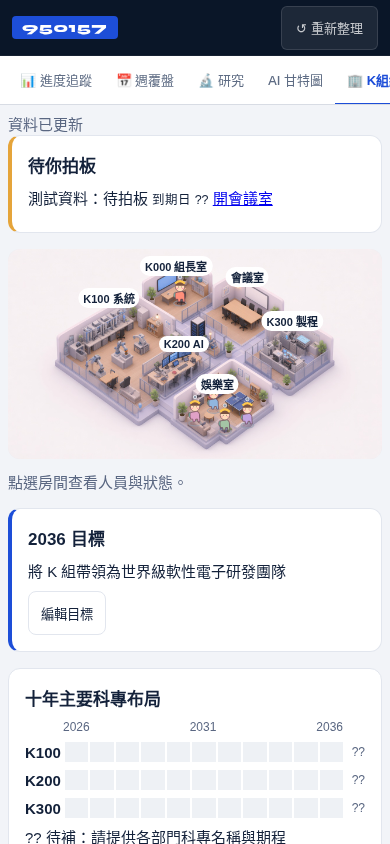 950157
↺ 重新整理
📊 進度追蹤 📅 週覆盤 🔬 研究 AI 甘特圖 🏢 K組
資料已更新
待你拍板
測試資料：待拍板 到期日 ?? 開會議室
K000 組長室
會議室
K100 系統
K300 製程
K200 AI
娛樂室
點選房間查看人員與狀態。
2036 目標
將 K 組帶領為世界級軟性電子研發團隊
編輯目標
十年主要科專布局
2026 2031 2036
K100 ??
K200 ??
K300 ??
?? 待補：請提供各部門科專名稱與期程